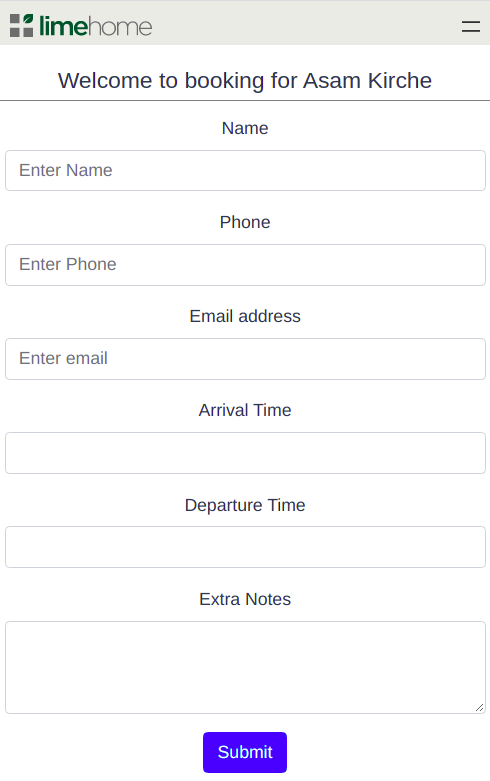 limehome
Welcome to booking for Asam Kirche
Name
Enter Name
Phone
Enter Phone
Email address
Enter email
Arrival Time
Departure Time
Extra Notes
Submit